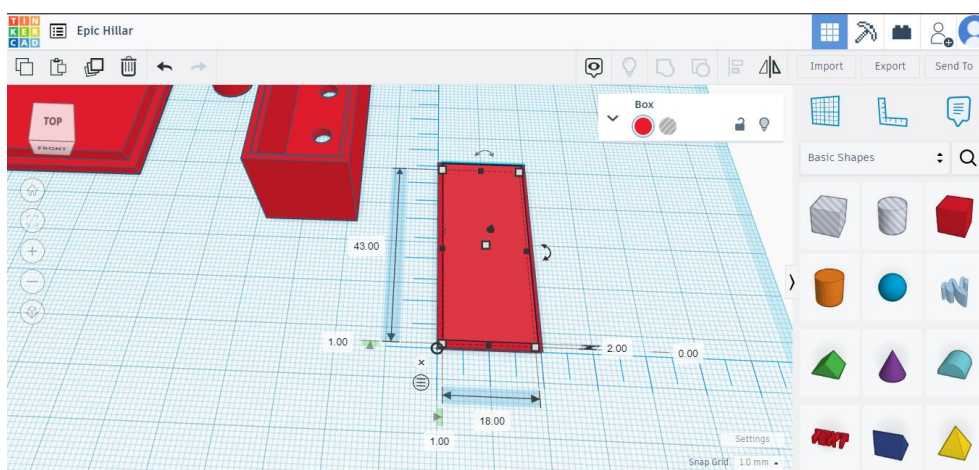 TIN
KER
CAD
Epic Hillar
Import
Export
Send To
TOP
FRONT
Box
Basic Shapes
43.00
1.00
2.00
0.00
18.00
1.00
Settings
Snap Grid 1.0 mm
TEXT